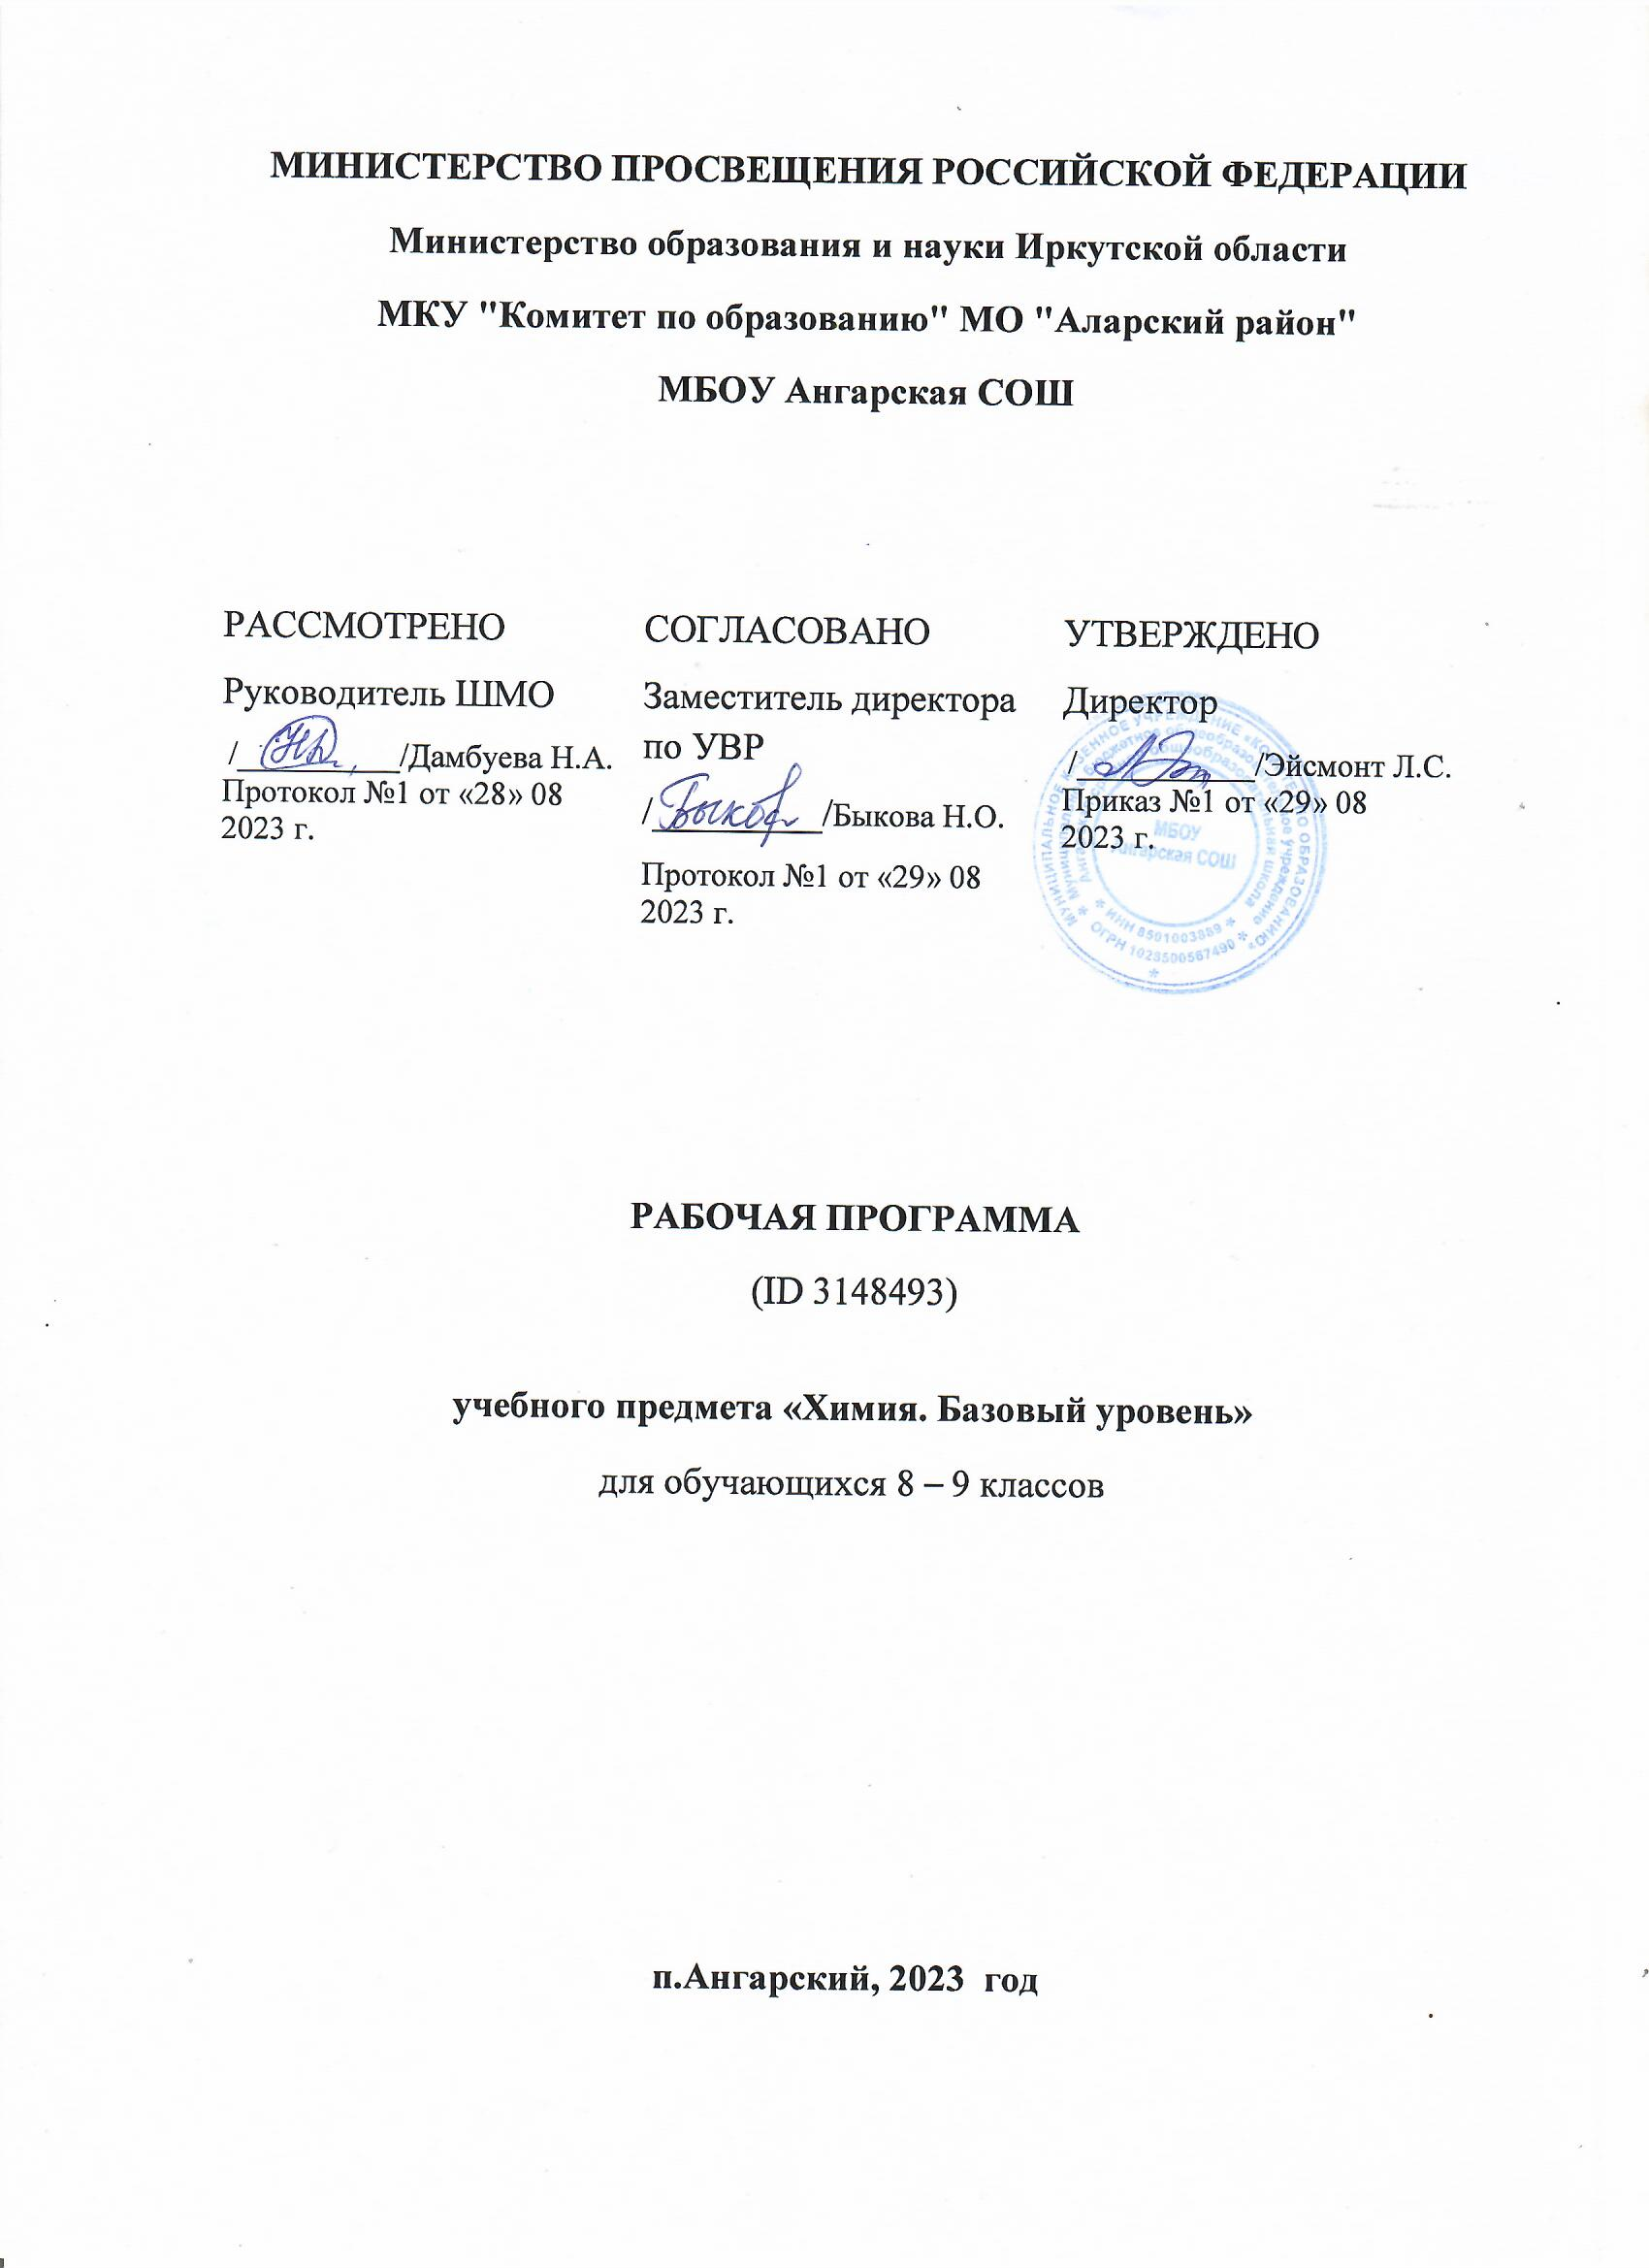 МИНИСТЕРСТВО ПРОСВЕЩЕНИЯ РОССИЙСКОЙ ФЕДЕРАЦИИ
Министерство образования и науки Иркутской области
МКУ "Комитет по образованию" МО "Аларский район"
МБОУ Ангарская СОШ
РАССМОТРЕНО
Руководитель ШМО
/__________/Дамбуева Н.А.
Протокол №1 от «28» 08
2023 г.
СОГЛАСОВАНО
Заместитель директора
по УВР
/Быкова/Быкова Н.О.
Протокол №1 от «29» 08
2023 г.
УТВЕРЖДЕНО
Директор
/__________/Эйсмонт Л.С.
Приказ №1 от «29» 08
2023 г.
МБОУ
Ангарская СОШ
РАБОЧАЯ ПРОГРАММА
(ID 3148493)
учебного предмета «Химия. Базовый уровень»
для обучающихся 8 – 9 классов
п.Ангарский, 2023 год